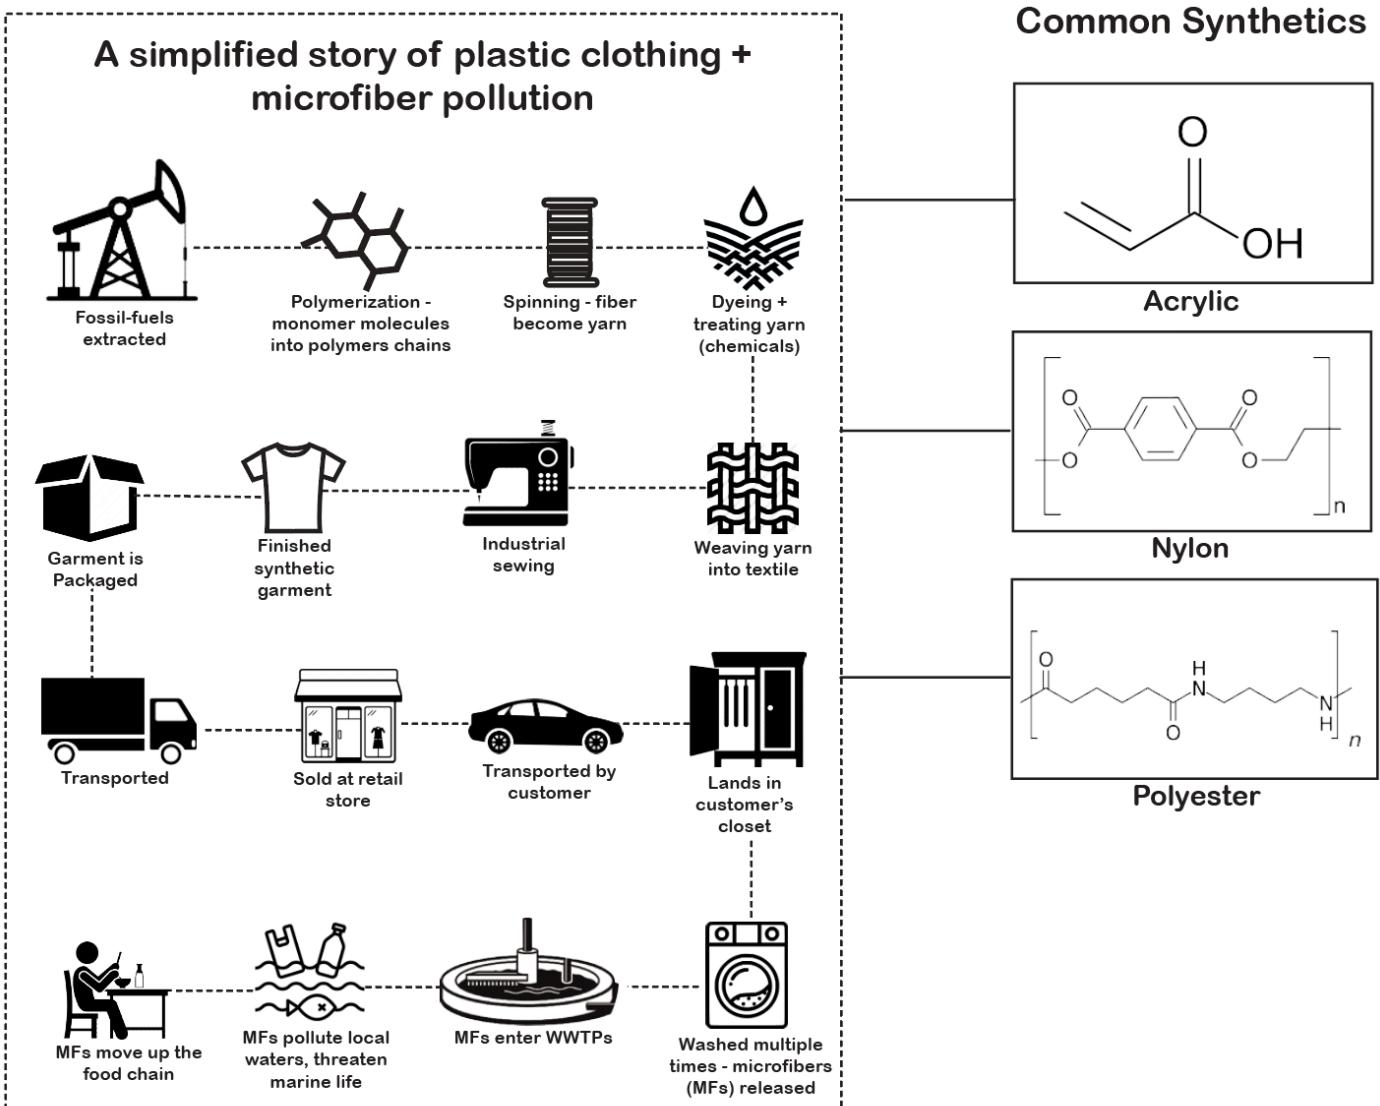 A simplified story of plastic clothing +
microfiber pollution
Fossil-fuels
extracted
Polymerization -
monomer molecules
into polymers chains
Spinning - fiber
become yarn
Dyeing +
treating yarn
(chemicals)
Garment is
Packaged
Finished
synthetic
garment
Industrial
sewing
Weaving yarn
into textile
Transported
Sold at retail
store
Transported by
customer
Lands in
customer's
closet
MFs move up the
food chain
MFs pollute local
waters, threaten
marine life
MFs enter WWTPs
Washed multiple
times - microfibers
(MFs) released
Common Synthetics
O
OH
Acrylic
O
O
O
O
n
Nylon
O
H
N
O
N
H
n
Polyester